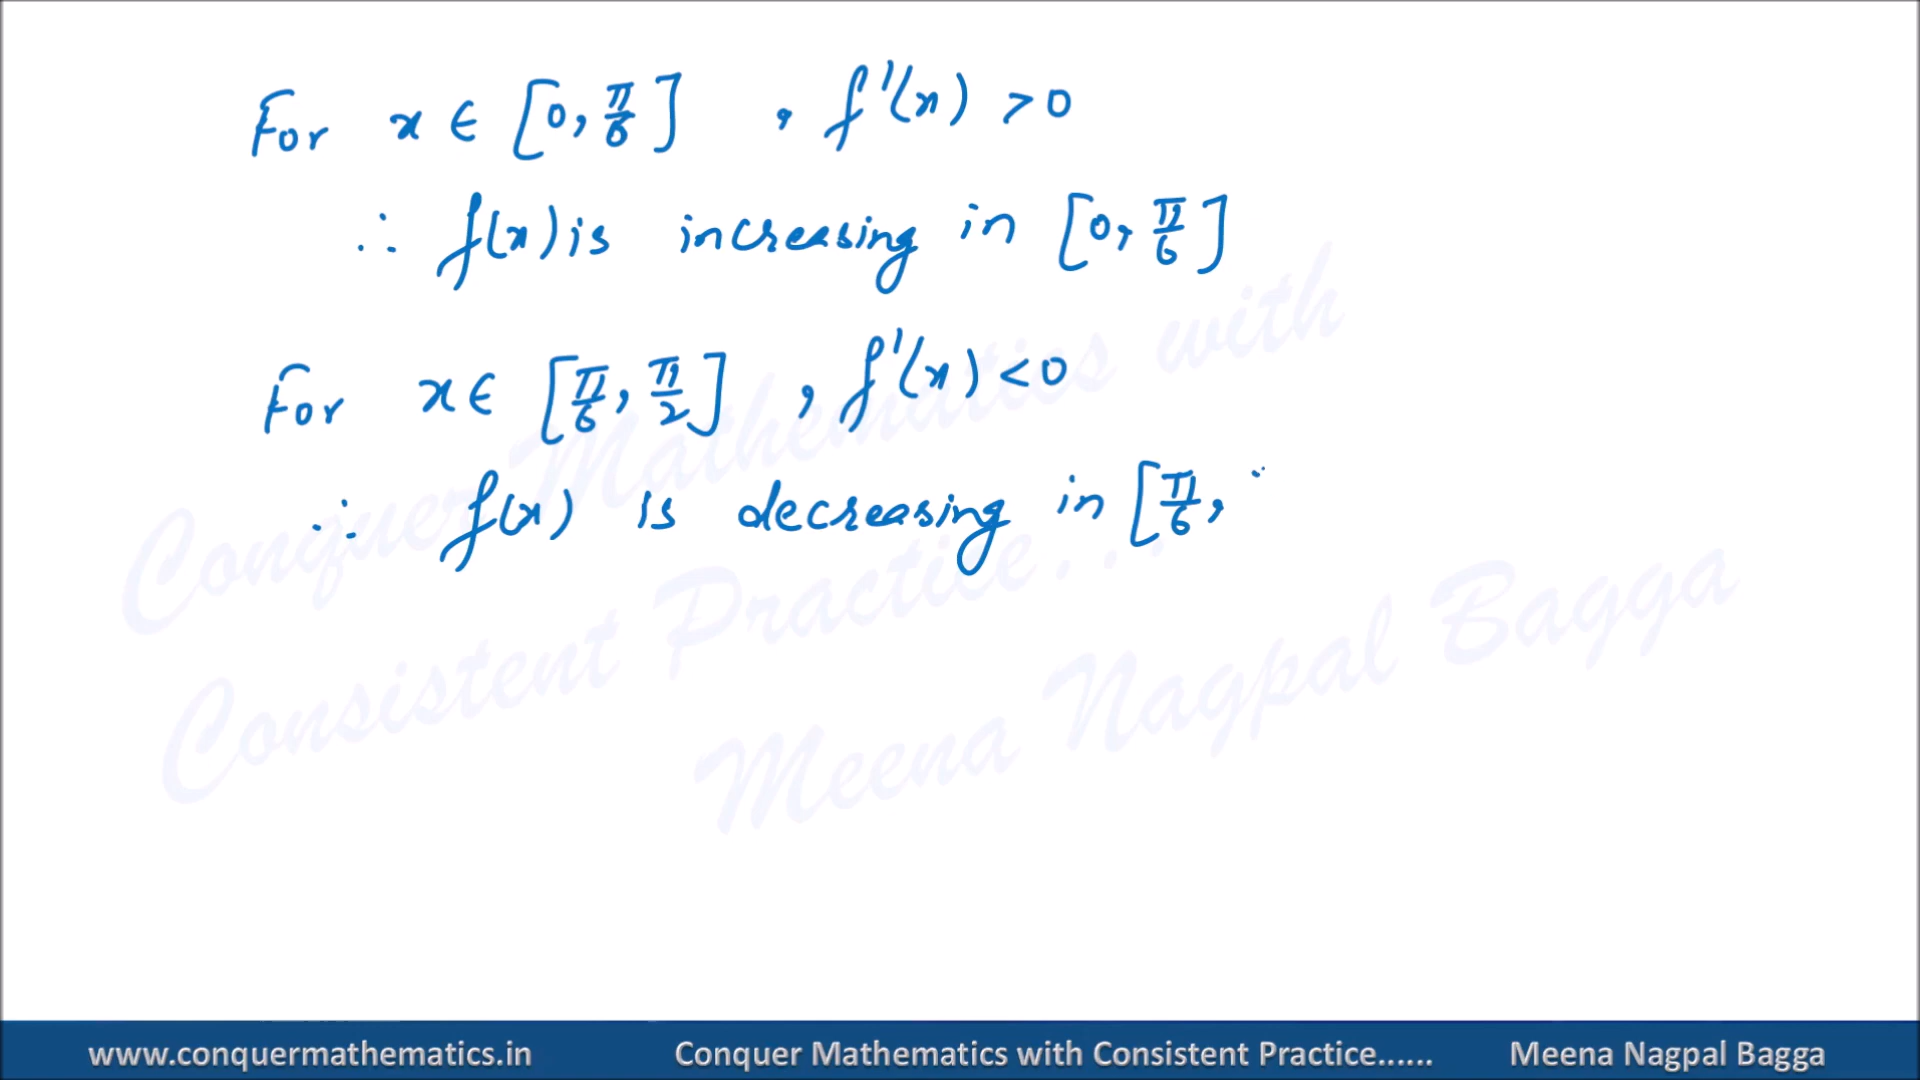 For x ∈ [0, π/6] , f'(x) > 0
∴ f(x) is increasing in [0, π/6]
For x ∈ [π/6, π/2] , f'(x) < 0
∴ f(x) is decreasing in [π/6,
Conquer Mathematics with
Consistent Practice...
Meena Nagpal Bagga
www.conquermathematics.in Conquer Mathematics with Consistent Practice...... Meena Nagpal Bagga